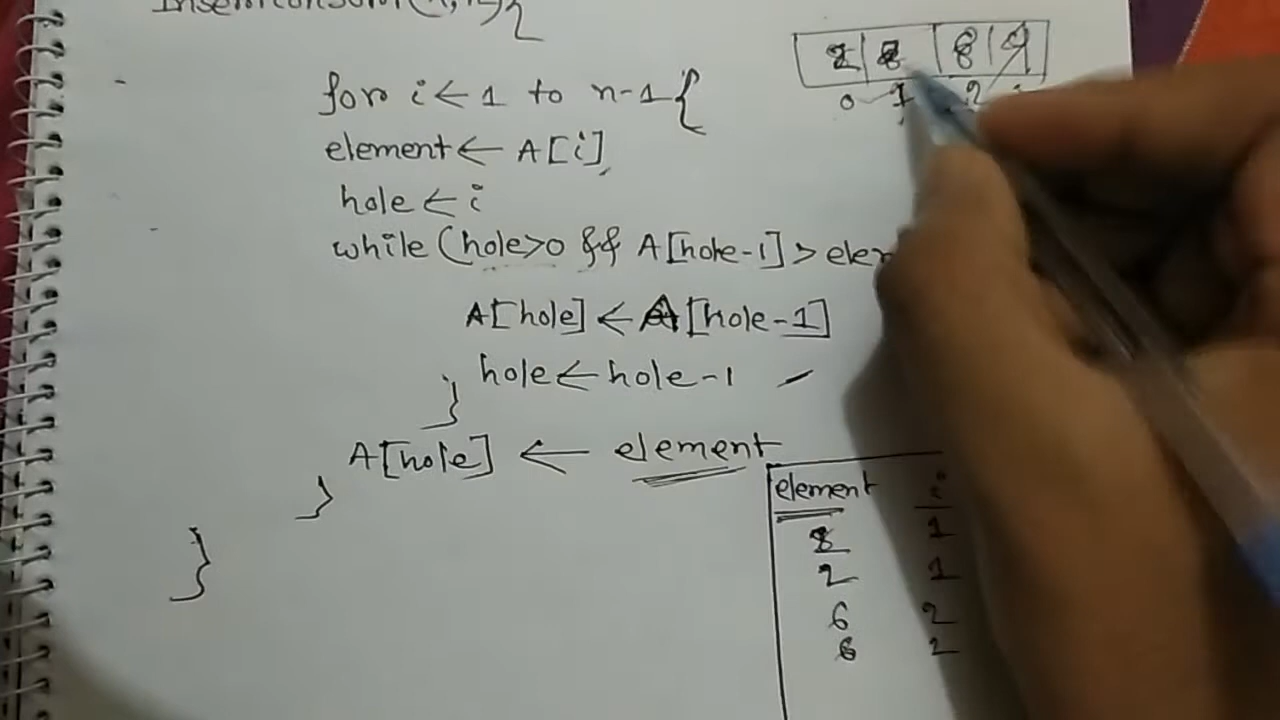 for i ← 1 to n-1 {
element ← A[i]
hole ← i
while (hole>0 && A[hole-1] >
A[hole] ← A[hole-1]
hole ← hole-1
}
A[hole] ← element
}
}
0 1 2
element i
8 1
2 1
6 2
6 2